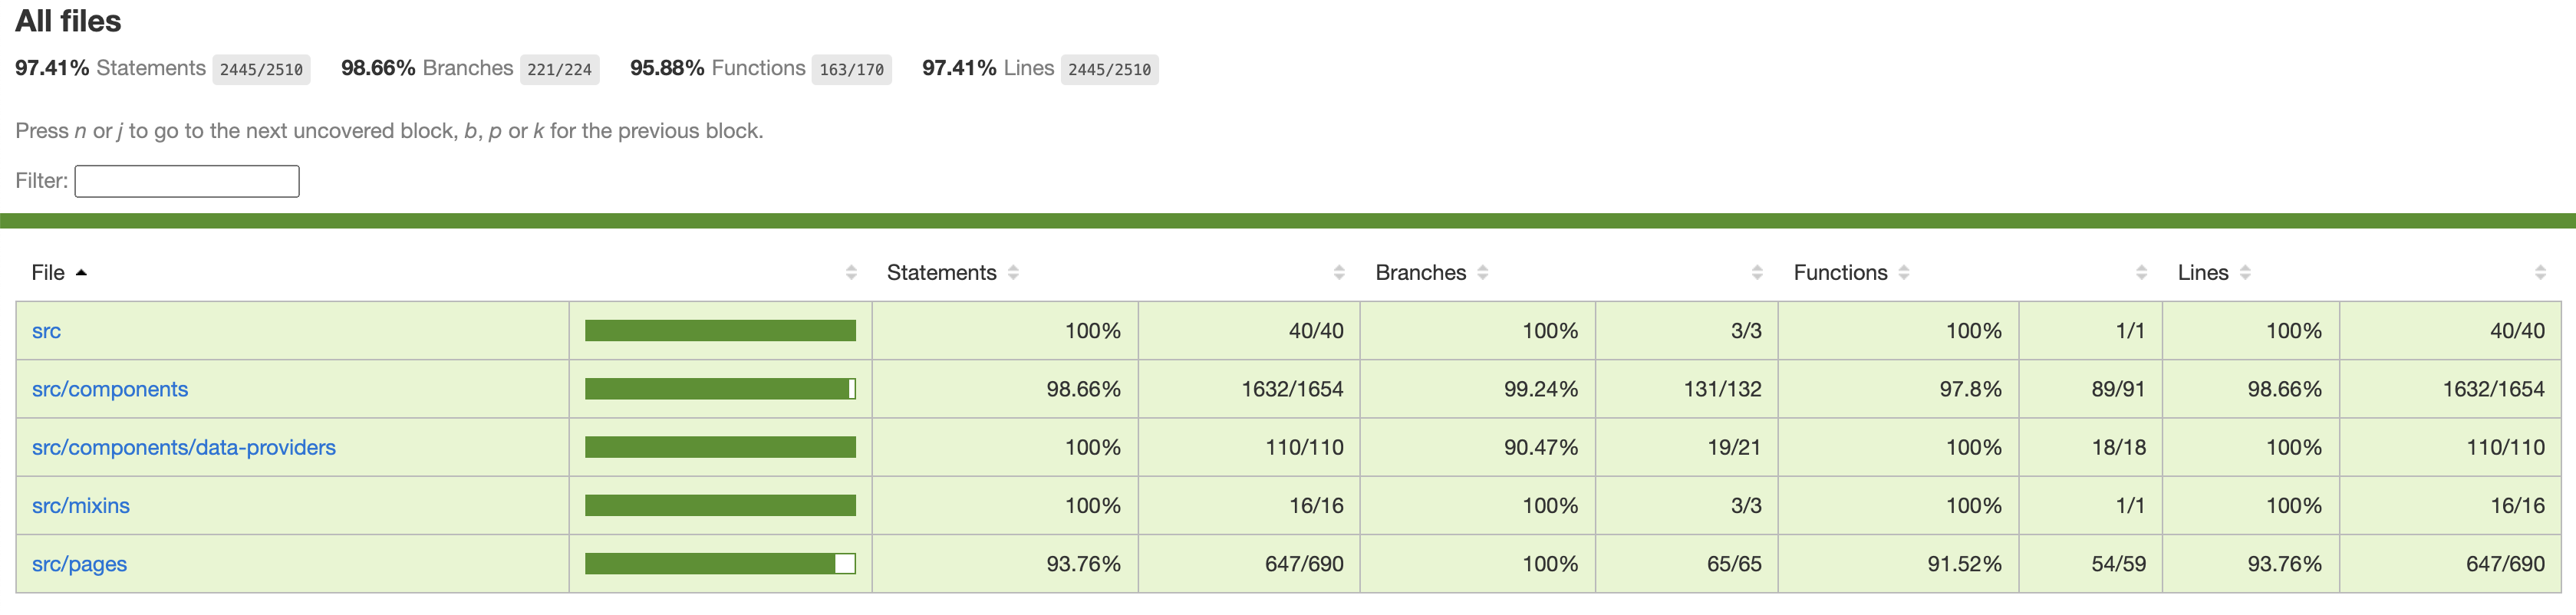 All files
97.41% Statements 2445/2510 98.66% Branches 221/224 95.88% Functions 163/170 97.41% Lines 2445/2510
Press n or j to go to the next uncovered block, b, p or k for the previous block.
Filter:
File Statements Branches Functions Lines
src 100% 40/40 100% 3/3 100% 1/1 100% 40/40
src/components 98.66% 1632/1654 99.24% 131/132 97.8% 89/91 98.66% 1632/1654
src/components/data-providers 100% 110/110 90.47% 19/21 100% 18/18 100% 110/110
src/mixins 100% 16/16 100% 3/3 100% 1/1 100% 16/16
src/pages 93.76% 647/690 100% 65/65 91.52% 54/59 93.76% 647/690